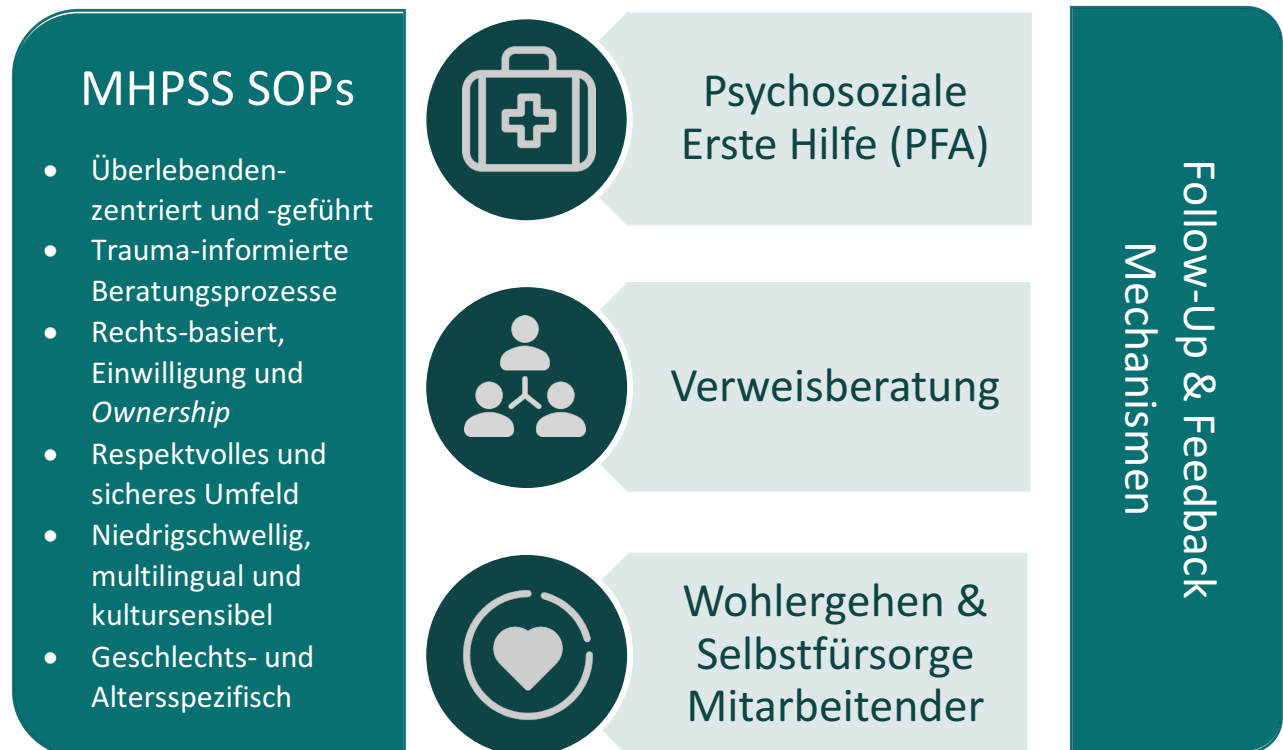 MHPSS SOPs
• Überlebenden-
zentriert und -geführt
• Trauma-informierte
Beratungsprozesse
• Rechts-basiert,
Einwilligung und
Ownership
• Respektvolles und
sicheres Umfeld
• Niedrigschwellig,
multilingual und
kultursensibel
• Geschlechts- und
Altersspezifisch
Psychosoziale
Erste Hilfe (PFA)
Verweisberatung
Wohlergehen &
Selbstfürsorge
Mitarbeitender
Follow-Up & Feedback
Mechanismen